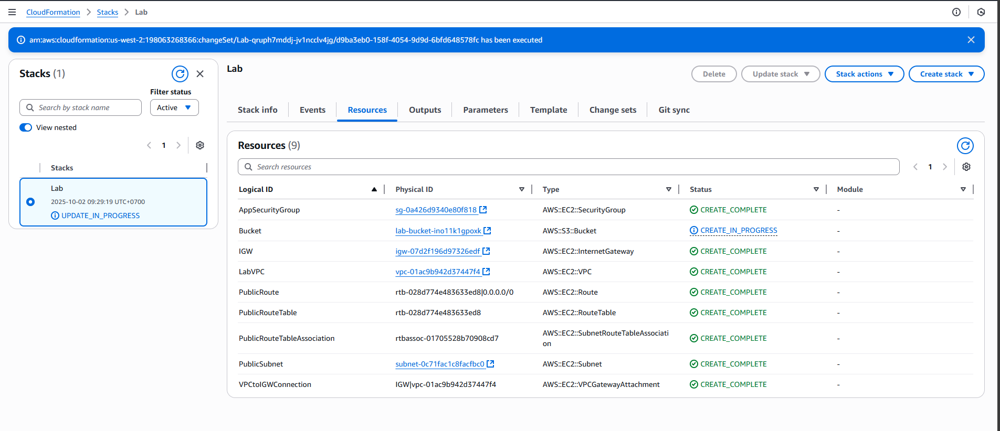 CloudFormation > Stacks > Lab
arn:aws:cloudformation:us-west-2:198063268366:changeSet/Lab-qruph7mddj-jv1ncclv4jg/d9ba3eb0-158f-4054-9d9d-6bfd648578fc has been executed
Stacks (1)
Filter status
Search by stack name
Active
View nested
1
Stacks
Lab
2025-10-02 09:29:19 UTC+0700
UPDATE_IN_PROGRESS
Lab
Delete Update stack Stack actions Create stack
Stack info Events Resources Outputs Parameters Template Change sets Git sync
Resources (9)
Search resources
1
Logical ID Physical ID Type Status Module
AppSecurityGroup sg-0a426d9340e80f818 AWS::EC2::SecurityGroup CREATE_COMPLETE -
Bucket lab-bucket-ino11k1gpoxk AWS::S3::Bucket CREATE_IN_PROGRESS -
IGW igw-07d2f196d97326edf AWS::EC2::InternetGateway CREATE_COMPLETE -
LabVPC vpc-01ac9b942d37447f4 AWS::EC2::VPC CREATE_COMPLETE -
PublicRoute rtb-028d774e483633ed8|0.0.0.0/0 AWS::EC2::Route CREATE_COMPLETE -
PublicRouteTable rtb-028d774e483633ed8 AWS::EC2::RouteTable CREATE_COMPLETE -
PublicRouteTableAssociation rtbassoc-01705528b70908cd7 AWS::EC2::SubnetRouteTableAssociati
on CREATE_COMPLETE -
PublicSubnet subnet-0c71fac1c8facfbc0 AWS::EC2::Subnet CREATE_COMPLETE -
VPCtoIGWConnection IGW|vpc-01ac9b942d37447f4 AWS::EC2::VPCGatewayAttachment CREATE_COMPLETE -